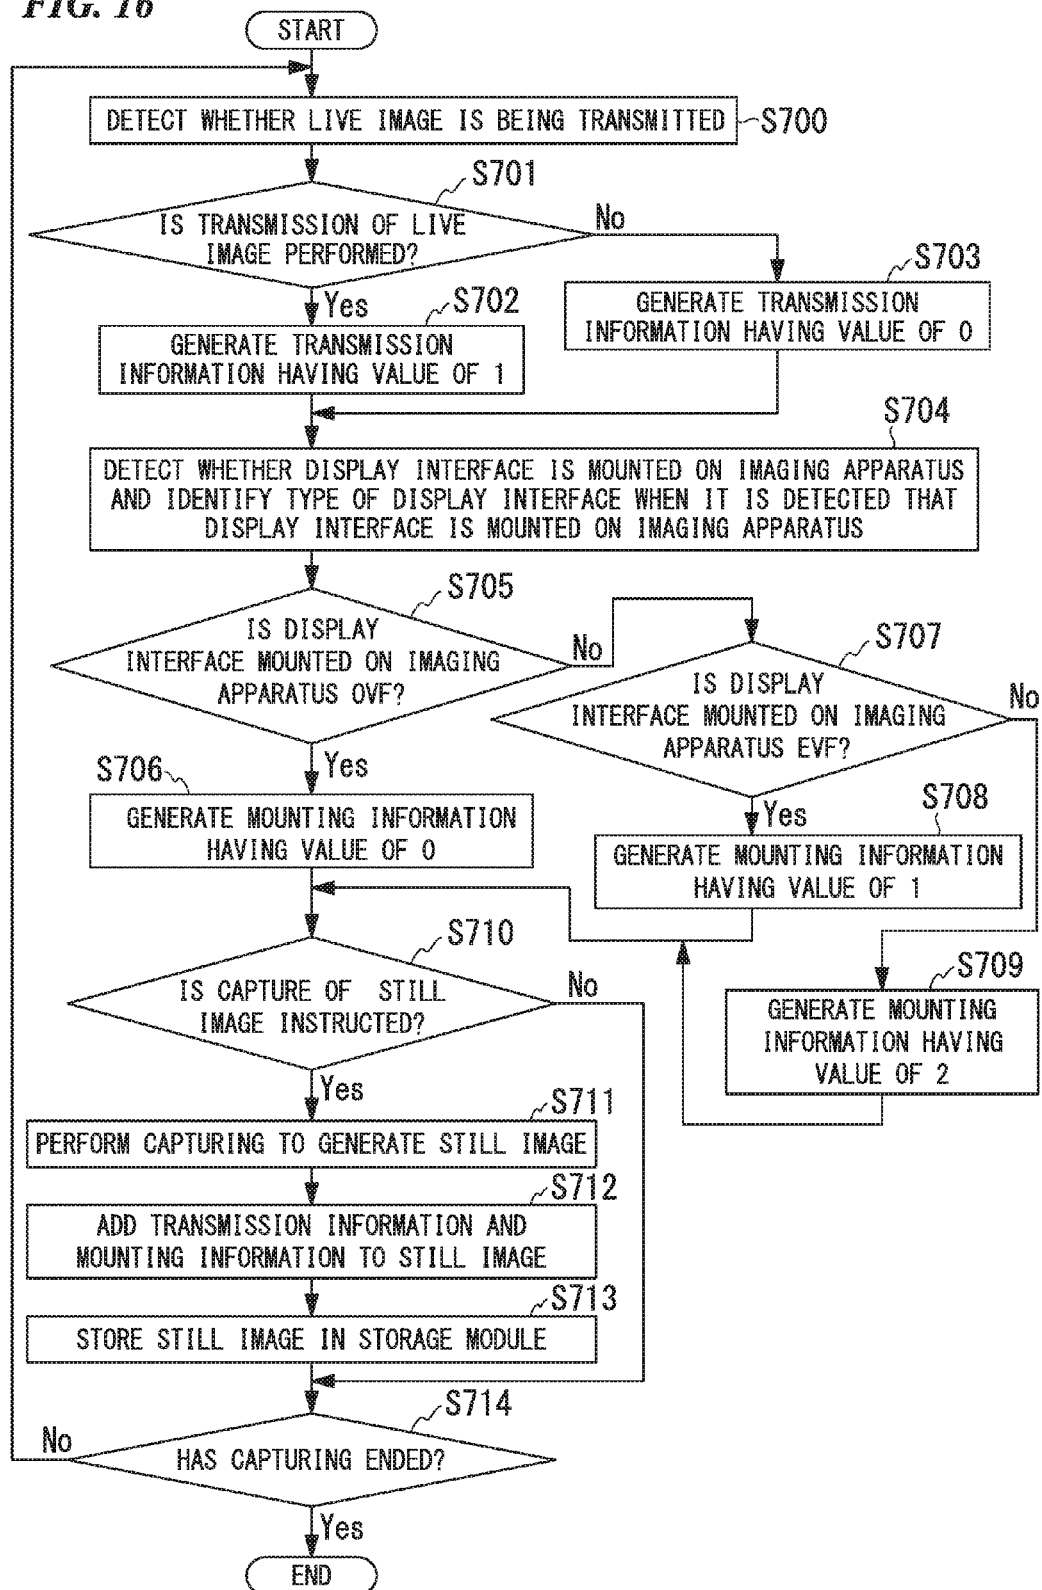 FIG. 16
START
DETECT WHETHER LIVE IMAGE IS BEING TRANSMITTED
S700
S701
IS TRANSMISSION OF LIVE
IMAGE PERFORMED?
No
Yes
S702
GENERATE TRANSMISSION
INFORMATION HAVING VALUE OF 1
S703
GENERATE TRANSMISSION
INFORMATION HAVING VALUE OF 0
S704
DETECT WHETHER DISPLAY INTERFACE IS MOUNTED ON IMAGING APPARATUS
AND IDENTIFY TYPE OF DISPLAY INTERFACE WHEN IT IS DETECTED THAT
DISPLAY INTERFACE IS MOUNTED ON IMAGING APPARATUS
S705
IS DISPLAY
INTERFACE MOUNTED ON IMAGING
APPARATUS OVF?
No
Yes
S706
GENERATE MOUNTING INFORMATION
HAVING VALUE OF 0
S707
IS DISPLAY
INTERFACE MOUNTED ON IMAGING
APPARATUS EVF?
No
Yes
S708
GENERATE MOUNTING INFORMATION
HAVING VALUE OF 1
S709
GENERATE MOUNTING
INFORMATION HAVING
VALUE OF 2
S710
IS CAPTURE OF STILL
IMAGE INSTRUCTED?
No
Yes
S711
PERFORM CAPTURING TO GENERATE STILL IMAGE
S712
ADD TRANSMISSION INFORMATION AND
MOUNTING INFORMATION TO STILL IMAGE
S713
STORE STILL IMAGE IN STORAGE MODULE
S714
HAS CAPTURING ENDED?
No
Yes
END